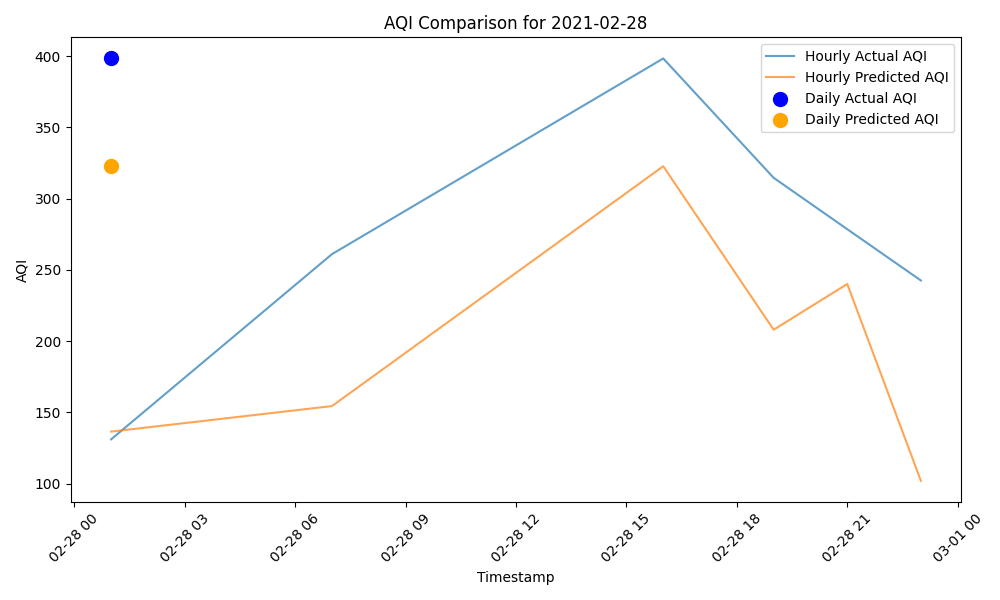 AQI Comparison for 2021-02-28
Hourly Actual AQI
Hourly Predicted AQI
Daily Actual AQI
Daily Predicted AQI
AQI
400
350
300
250
200
150
100
02-28 00
02-28 03
02-28 06
02-28 09
02-28 12
02-28 15
02-28 18
02-28 21
03-01 00
Timestamp